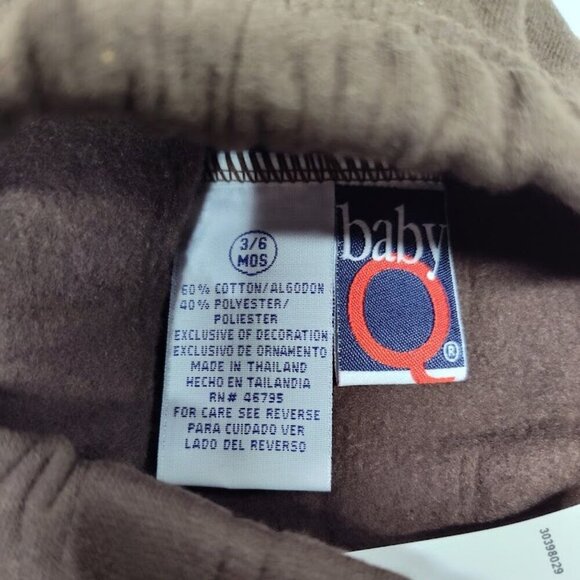 3/6
MOS
60% COTTON/ALGODON
40% POLYESTER/
POLIESTER
EXCLUSIVE OF DECORATION
EXCLUSIVO DE ORNAMENTO
MADE IN THAILAND
HECHO EN TAILANDIA
RN# 46795
FOR CARE SEE REVERSE
PARA CUIDADO VER
LADO DEL REVERSO
baby
Q®
30398029